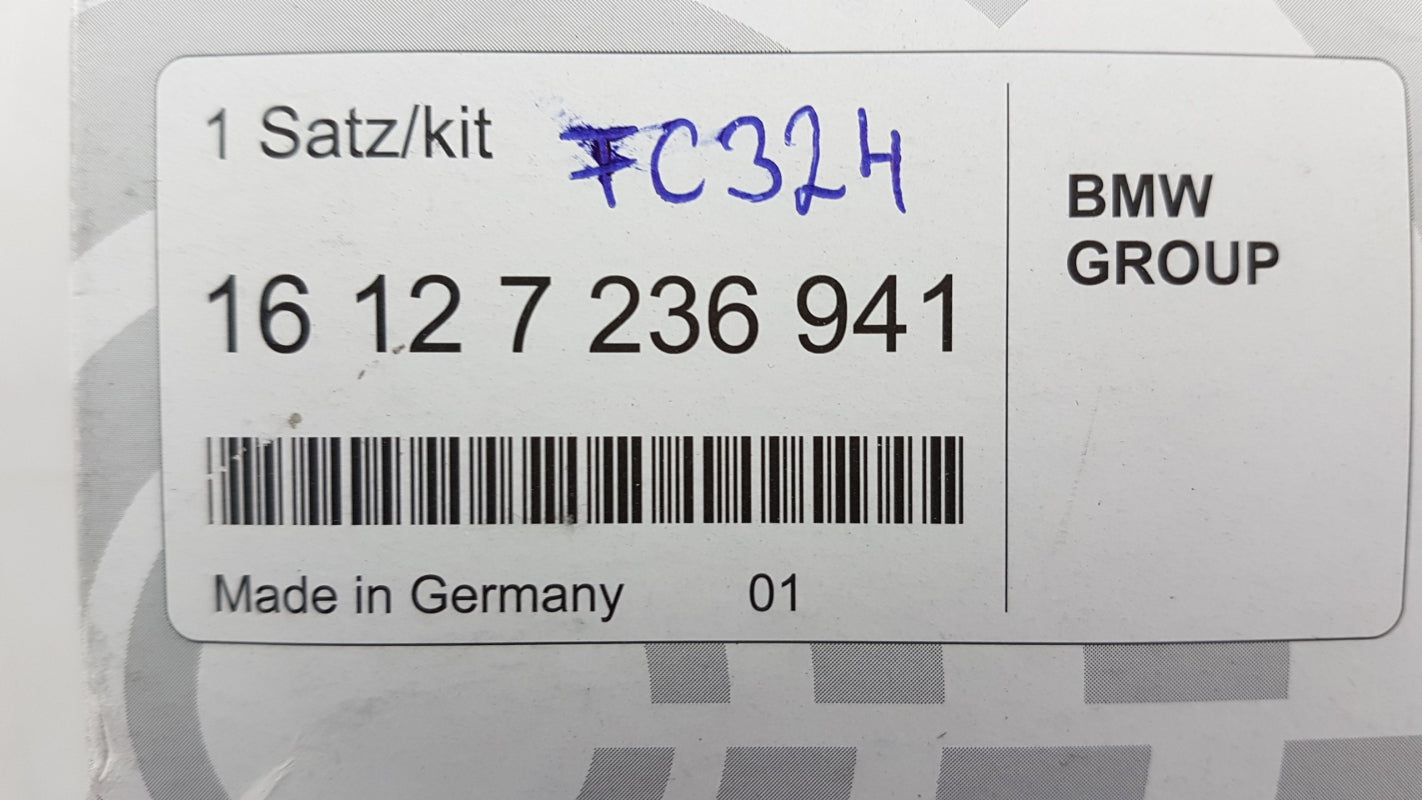 1 Satz/kit FC324
16 12 7 236 941
Made in Germany 01
BMW
GROUP